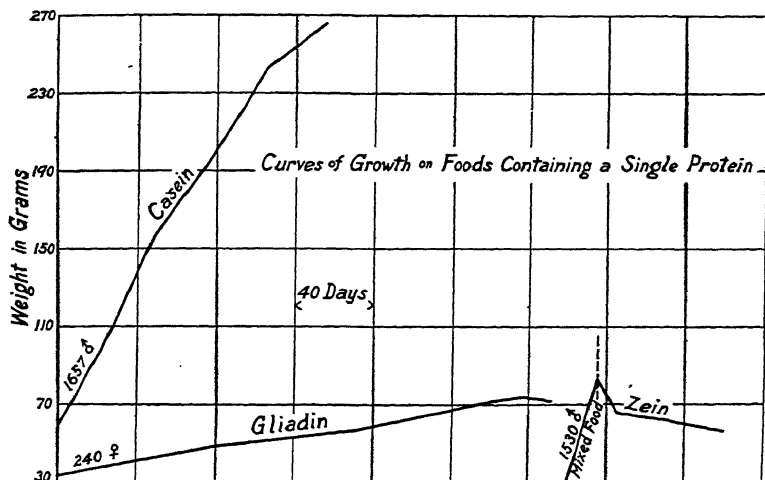 270
230
190
150
110
70
30
Weight in Grams
Curves of Growth on Foods Containing a Single Protein
Casein
40 Days
1657 ♂
Gliadin
240 ♀
1530 ♂
Mixed Food
Zein